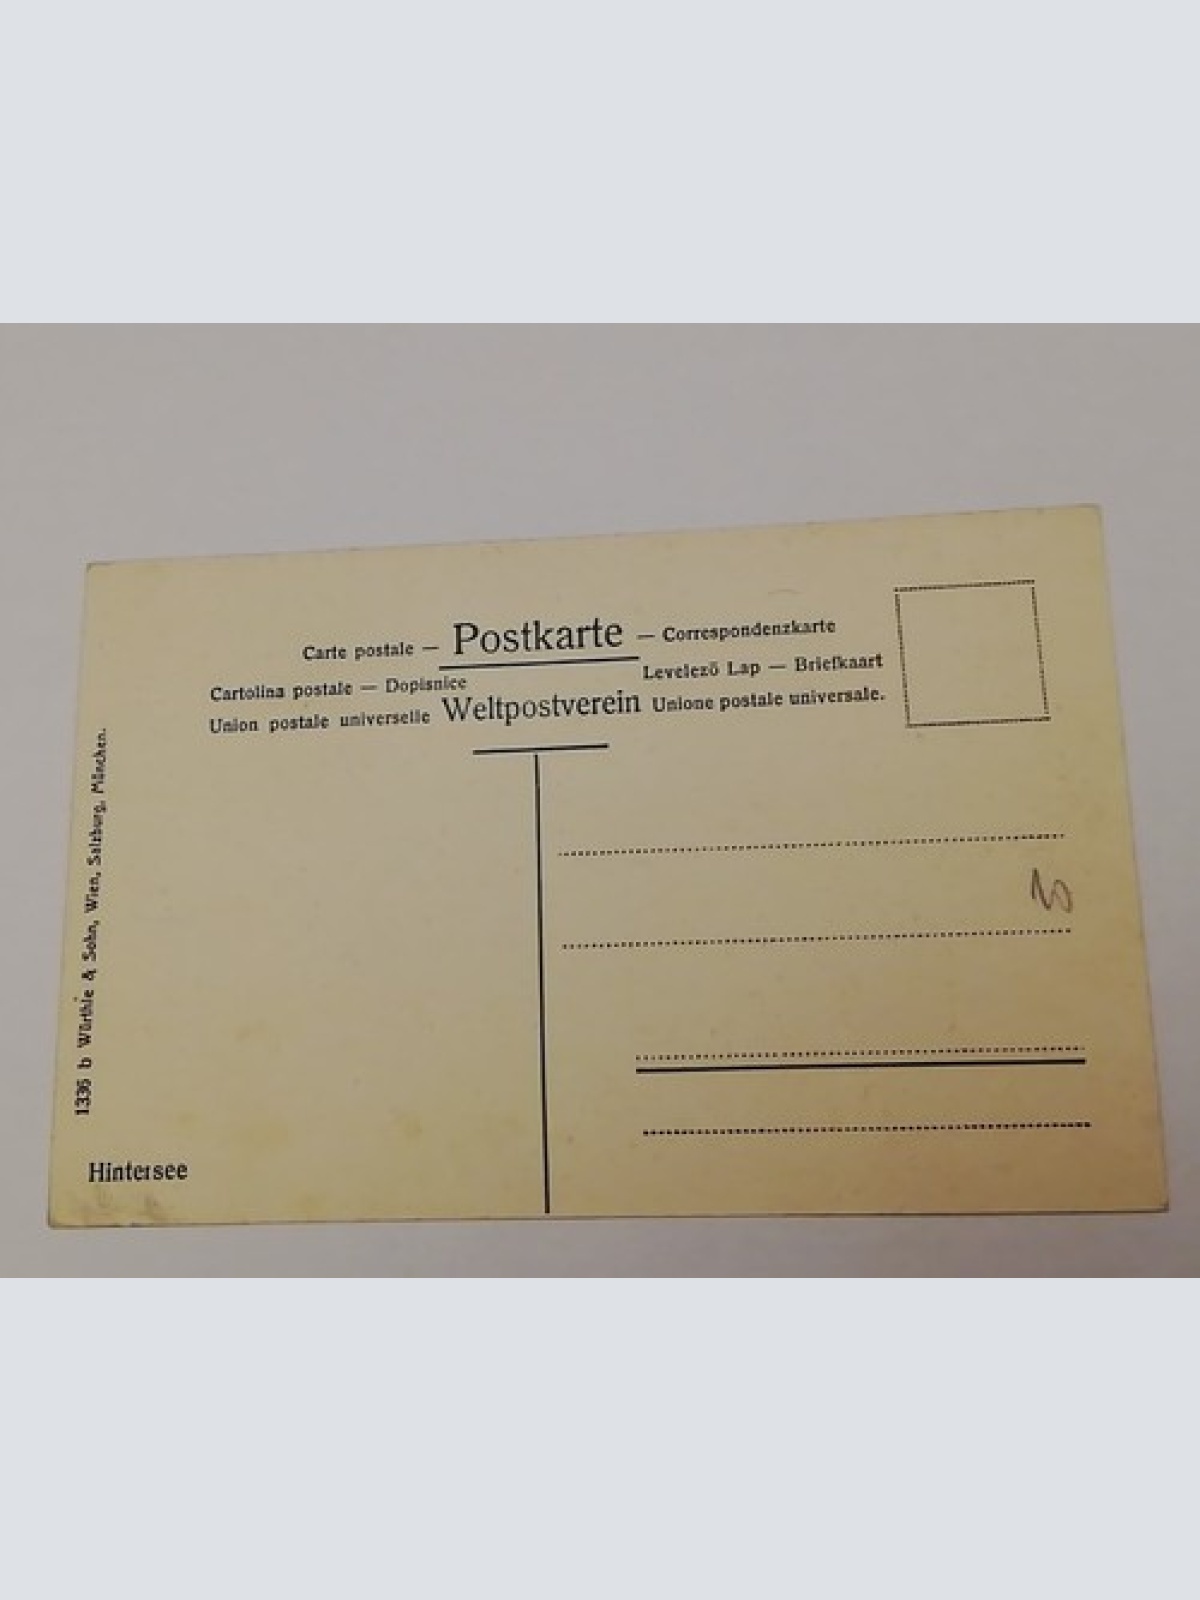 Carte postale — Postkarte — Correspondenzkarte
Cartolina postale — Dopisnice Levelező Lap — Briefkaart
Union postale universelle Weltpostverein Unione postale universale.
1336 b Würthle & Sohn, Wien, Salzburg, München.
Hintersee